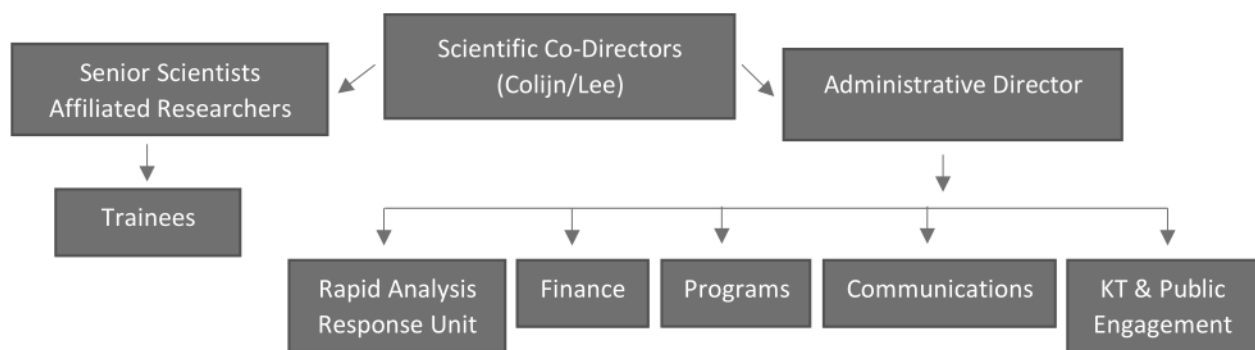 Scientific Co-Directors
(Colijn/Lee)
Senior Scientists
Affiliated Researchers
Administrative Director
Trainees
Rapid Analysis
Response Unit
Finance
Programs
Communications
KT & Public
Engagement